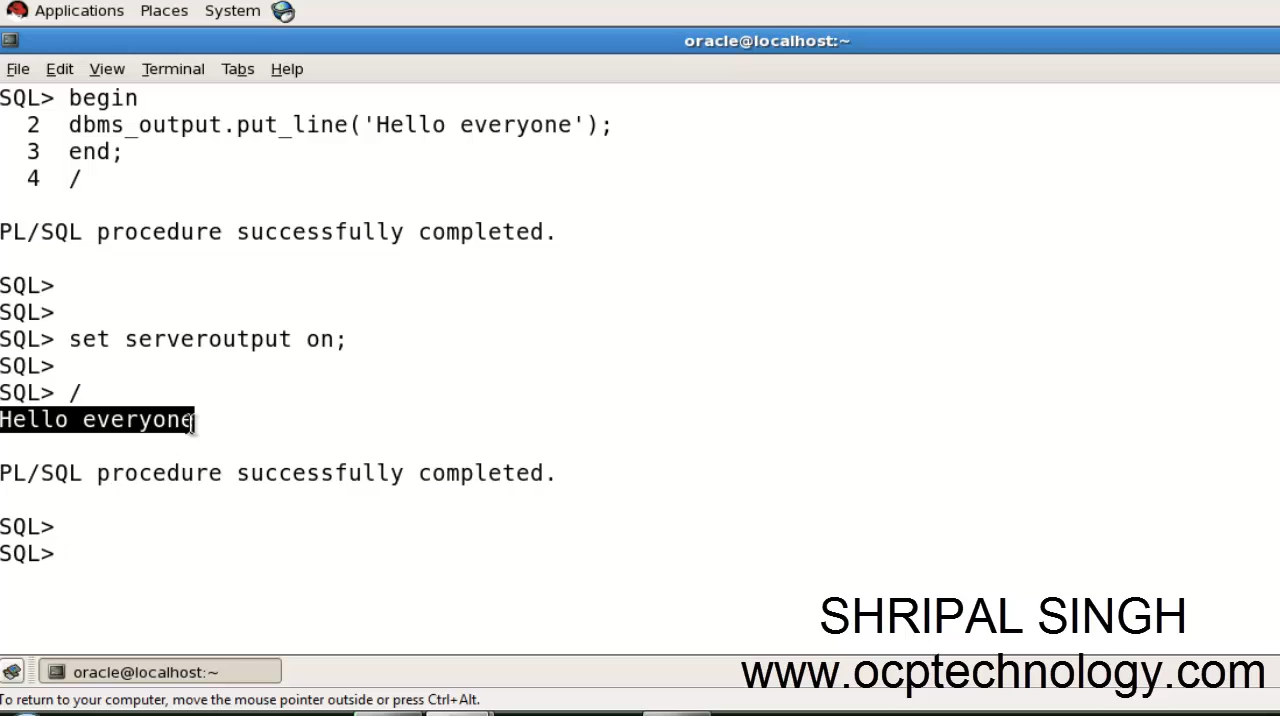 Applications Places System
oracle@localhost:~
File Edit View Terminal Tabs Help
SQL> begin
2 dbms_output.put_line('Hello everyone');
3 end;
4 /
PL/SQL procedure successfully completed.
SQL>
SQL>
SQL> set serveroutput on;
SQL>
SQL> /
Hello everyone
PL/SQL procedure successfully completed.
SQL>
SQL>
SHRIPAL SINGH
www.ocptechnology.com
oracle@localhost:~
To return to your computer, move the mouse pointer outside or press Ctrl+Alt.